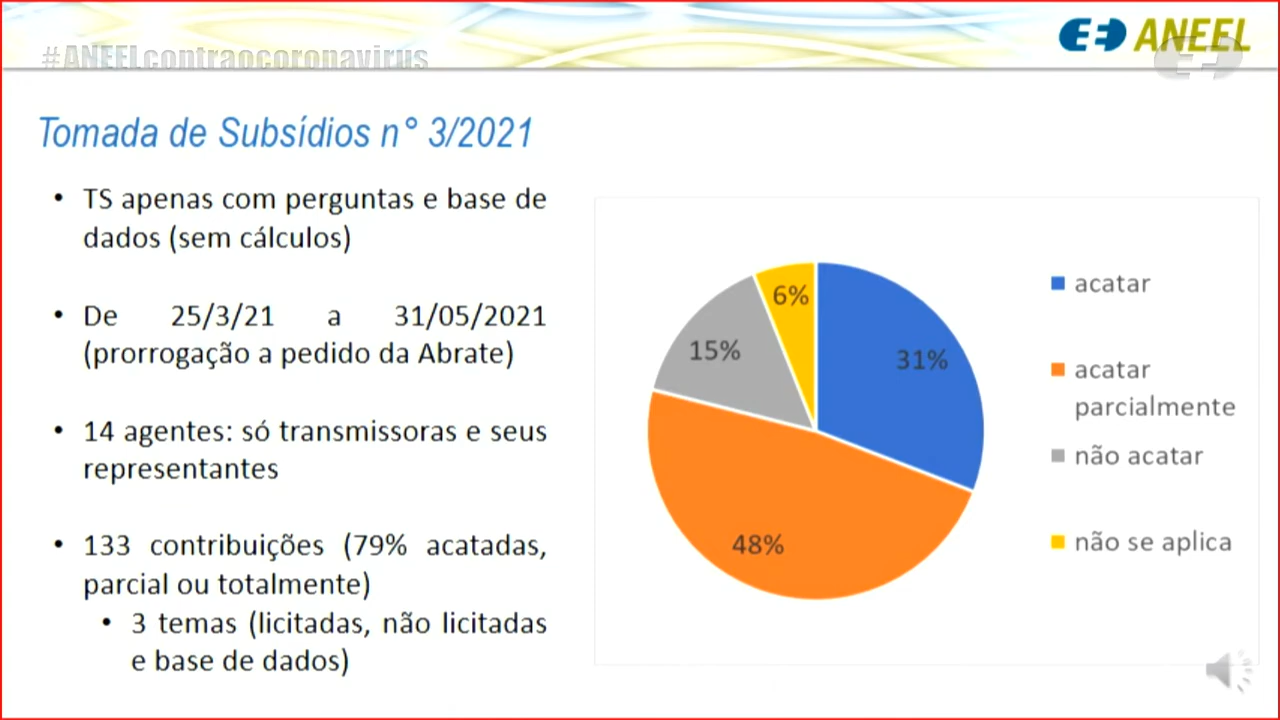 #ANEELcontraocoronavirus
ANEEL
Tomada de Subsídios n° 3/2021
• TS apenas com perguntas e base de
dados (sem cálculos)
• De 25/3/21 a 31/05/2021
(prorrogação a pedido da Abrate)
• 14 agentes: só transmissoras e seus
representantes
• 133 contribuições (79% acatadas,
parcial ou totalmente)
• 3 temas (licitadas, não licitadas
e base de dados)
6%
15%
31%
48%
acatar
acatar
parcialmente
não acatar
não se aplica